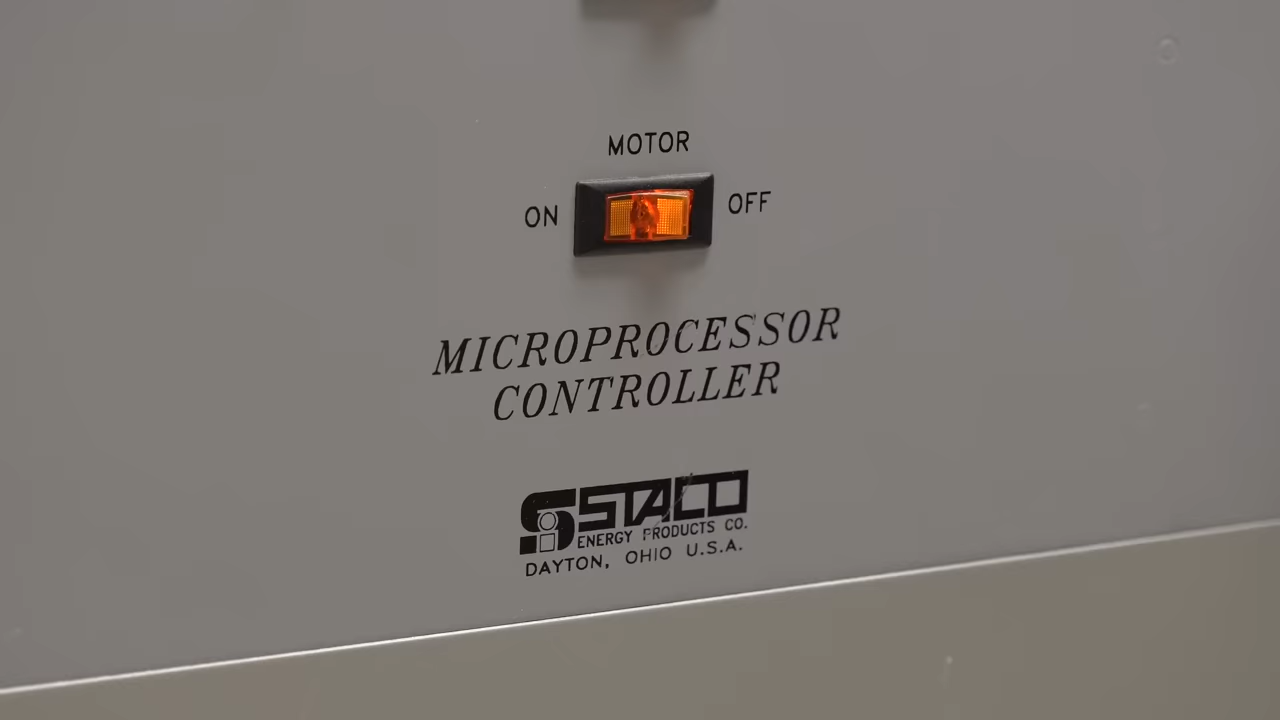 MOTOR
ON OFF
MICROPROCESSOR
CONTROLLER
STACO
ENERGY PRODUCTS CO.
DAYTON, OHIO U.S.A.